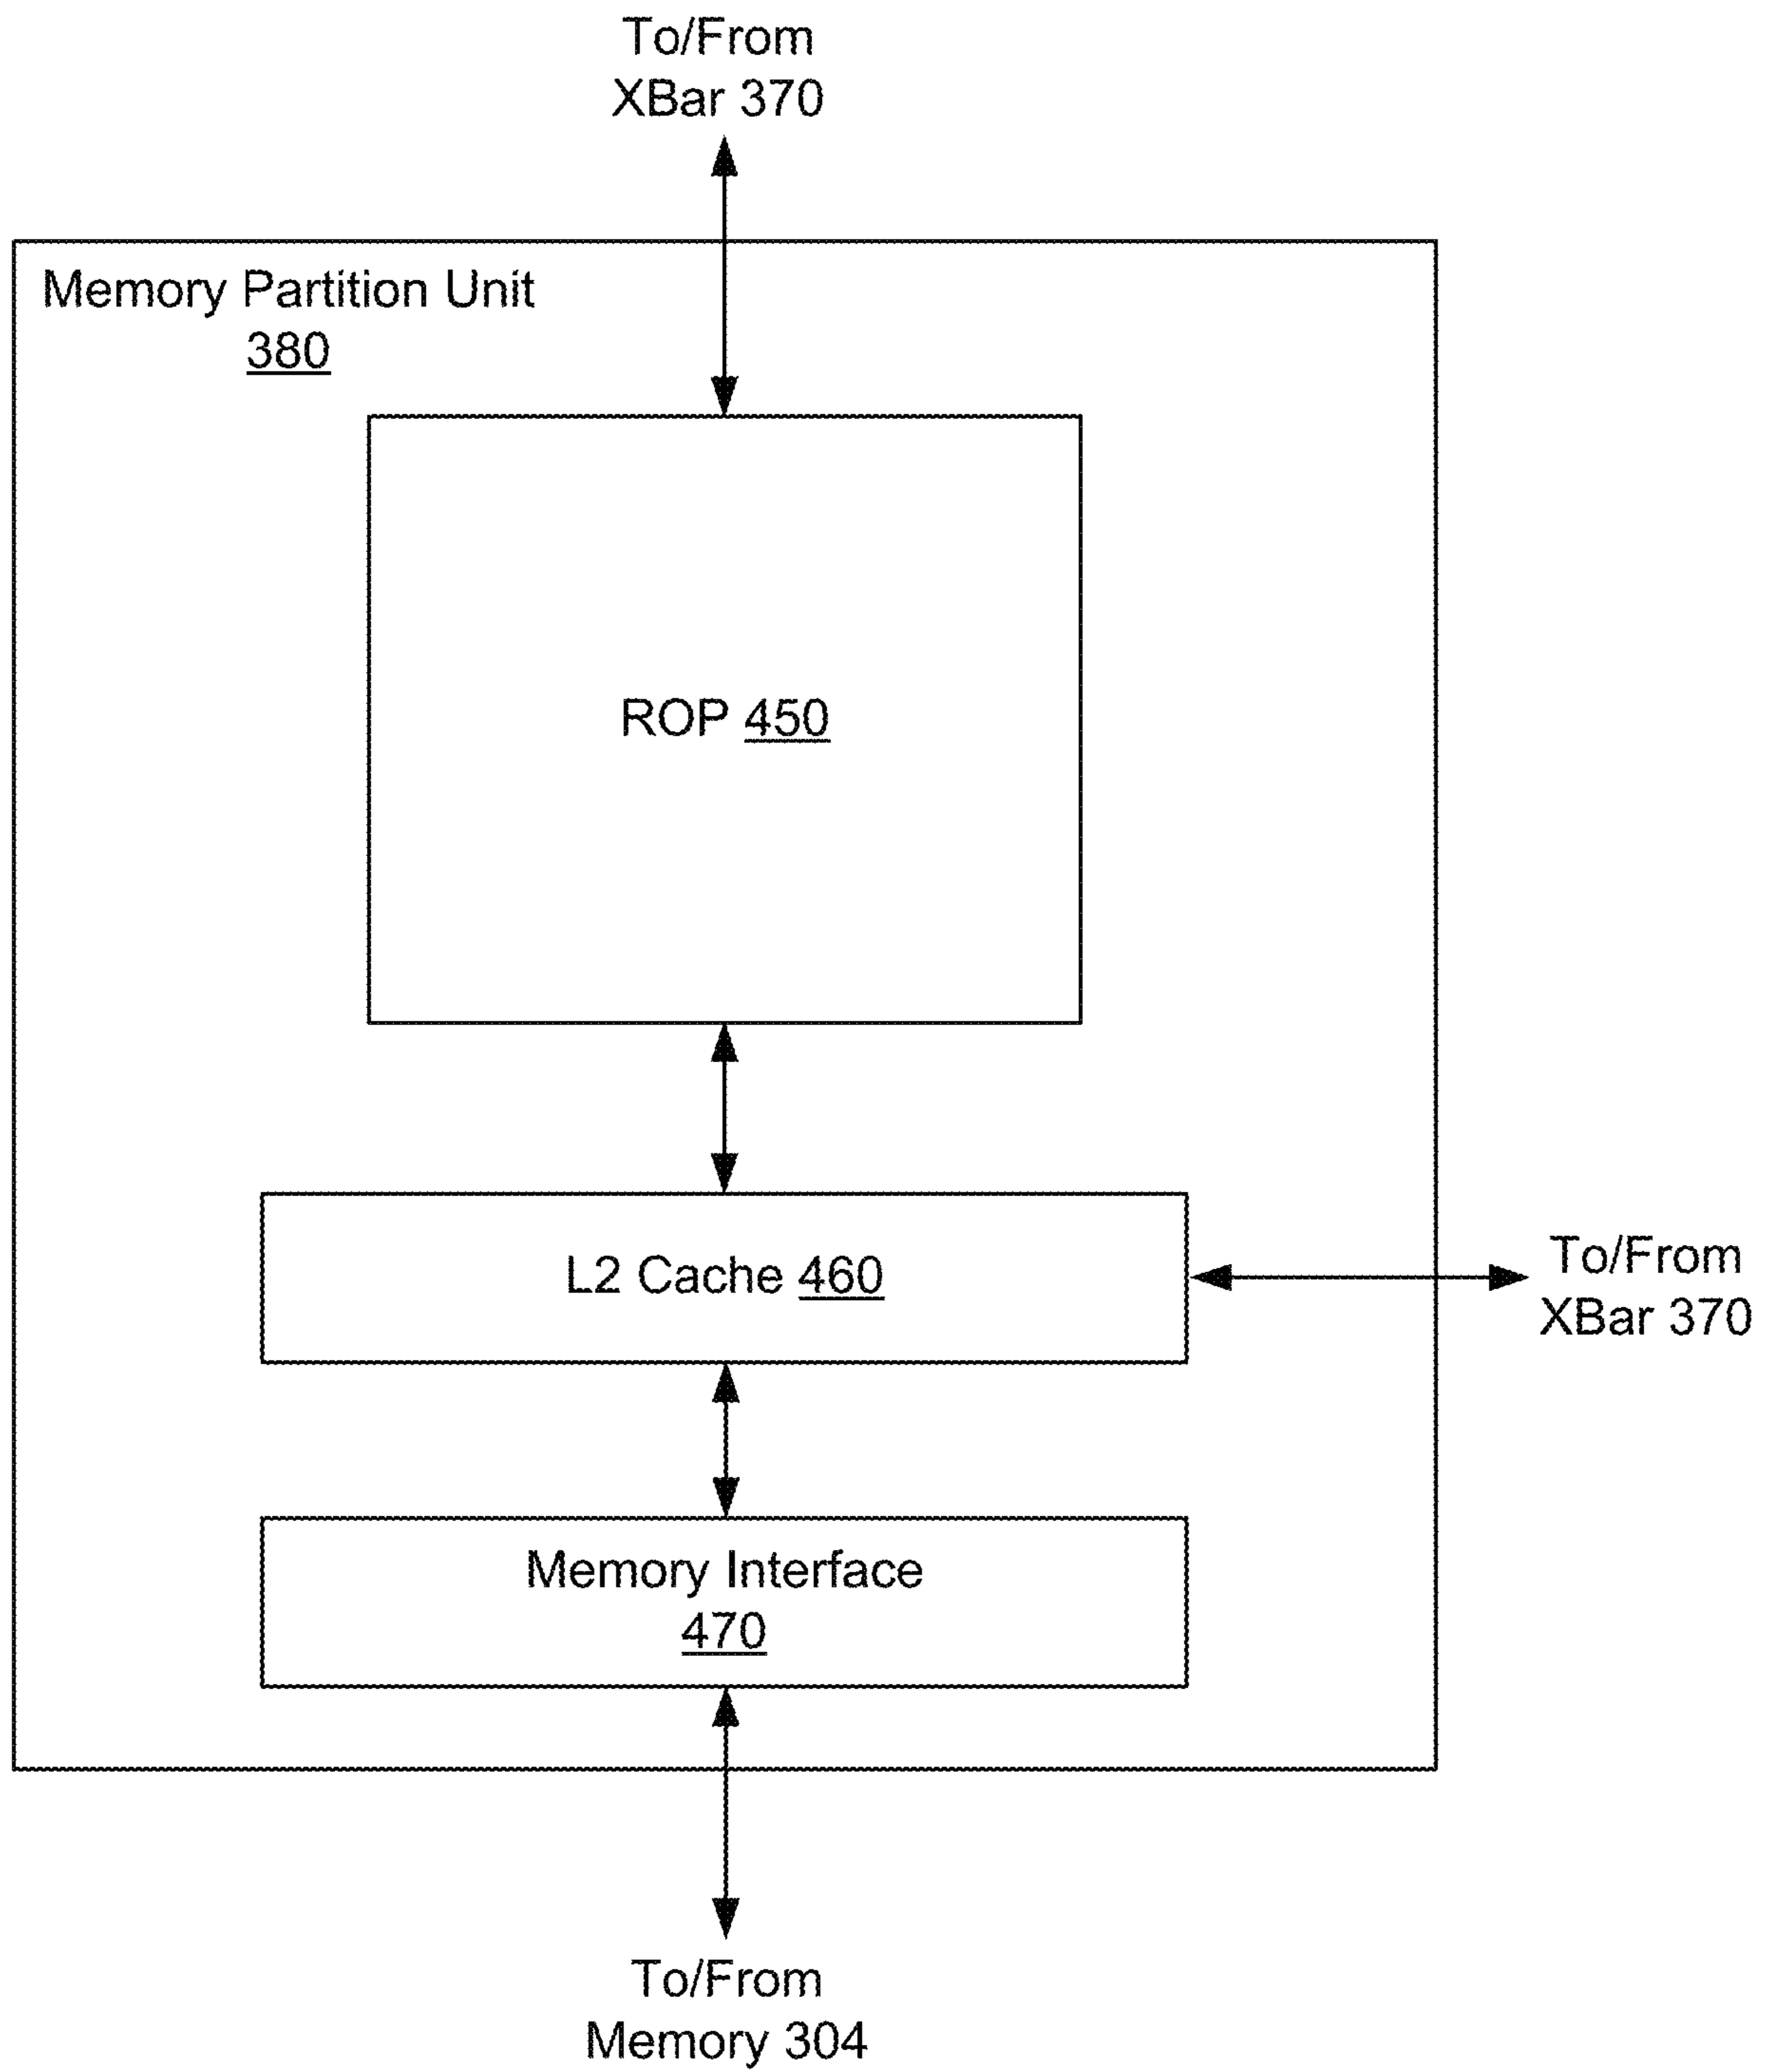 To/From
XBar 370
Memory Partition Unit
380
ROP 450
L2 Cache 460
To/From
XBar 370
Memory Interface
470
To/From
Memory 304